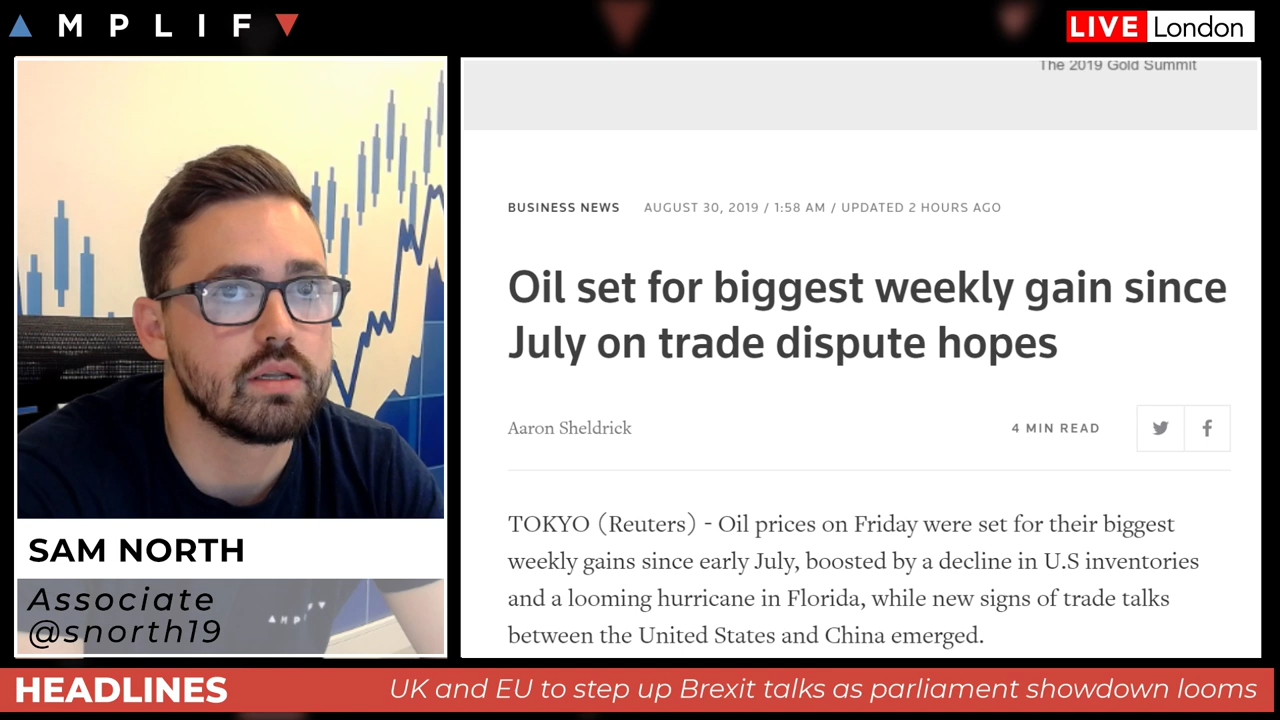 ▲ M P L I F ▼
LIVE London
The 2019 Gold Summit
BUSINESS NEWS AUGUST 30, 2019 / 1:58 AM / UPDATED 2 HOURS AGO
Oil set for biggest weekly gain since
July on trade dispute hopes
Aaron Sheldrick
4 MIN READ
TOKYO (Reuters) - Oil prices on Friday were set for their biggest
weekly gains since early July, boosted by a decline in U.S inventories
and a looming hurricane in Florida, while new signs of trade talks
between the United States and China emerged.
SAM NORTH
Associate
@snorth19
▲ M P L I F ▼
HEADLINES UK and EU to step up Brexit talks as parliament showdown looms